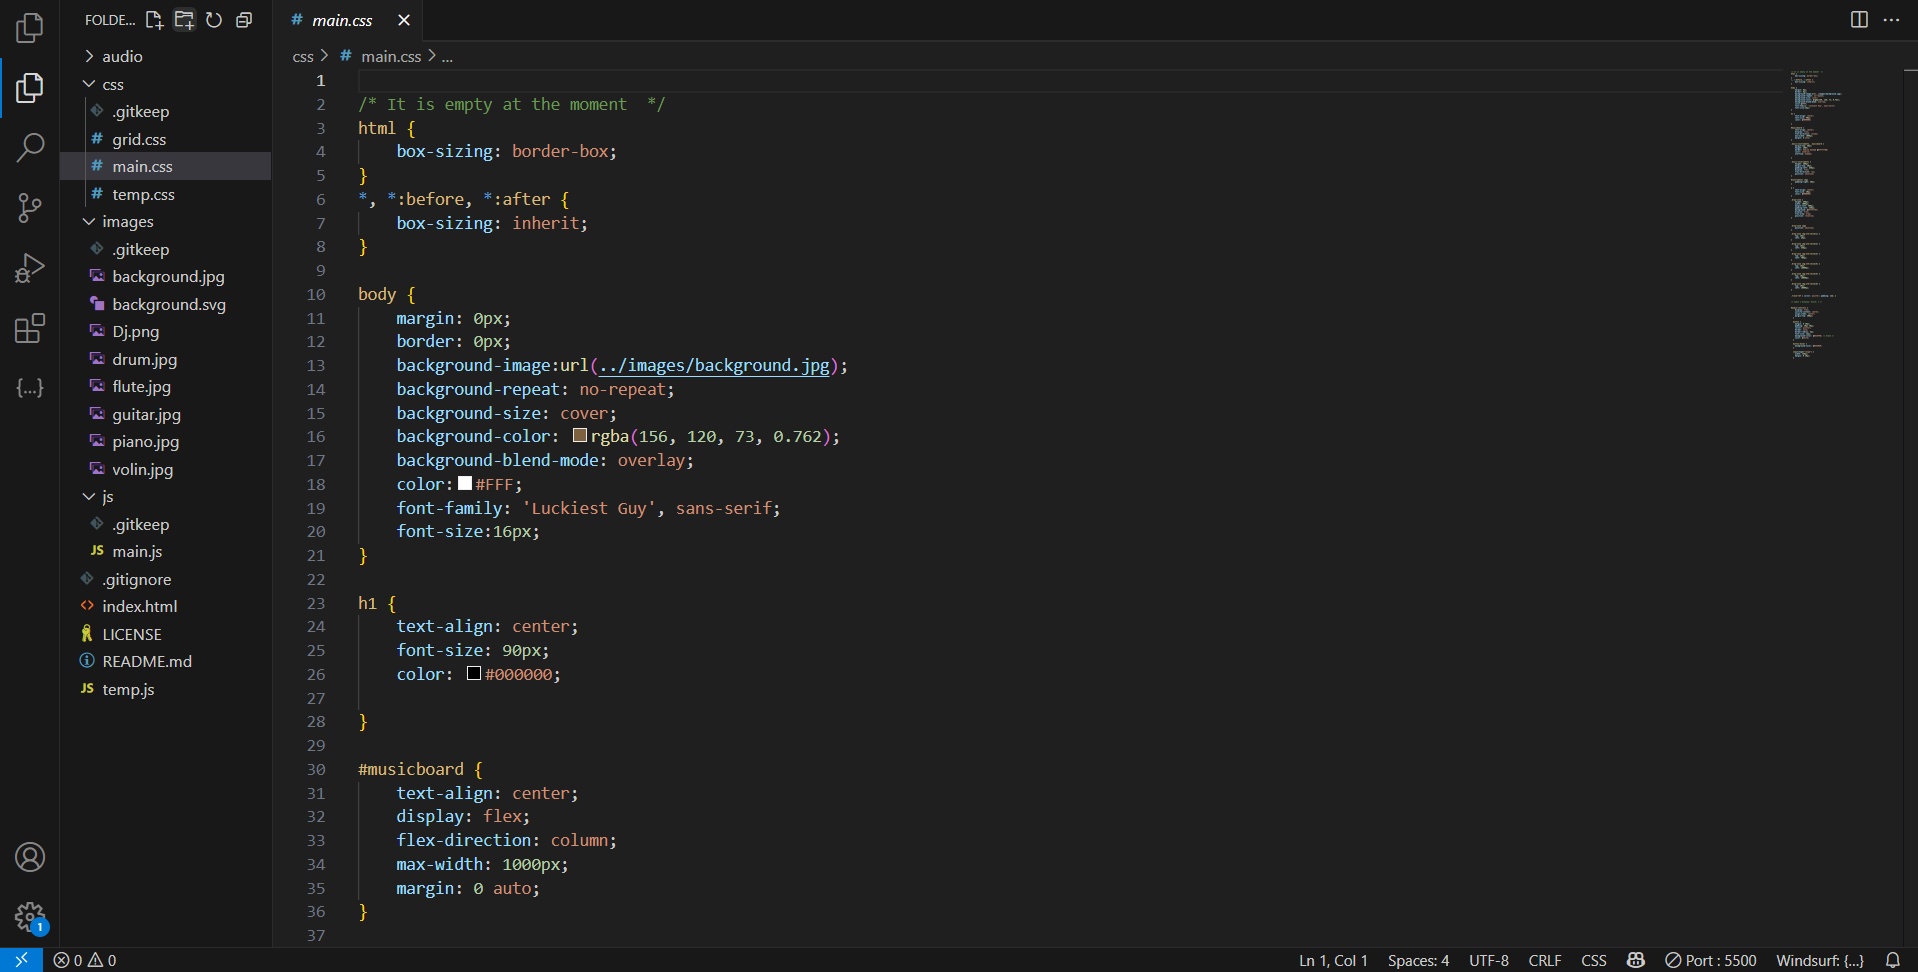 FOLDE...
audio
css
.gitkeep
# grid.css
# main.css
# temp.css
images
.gitkeep
background.jpg
background.svg
Dj.png
drum.jpg
flute.jpg
guitar.jpg
piano.jpg
volin.jpg
js
.gitkeep
JS main.js
.gitignore
<> index.html
LICENSE
README.md
JS temp.js
{...}
1
# main.css
css > # main.css > ...
1
2 /* It is empty at the moment  */
3 html {
4     box-sizing: border-box;
5 }
6 *, *:before, *:after {
7     box-sizing: inherit;
8 }
9
10 body {
11     margin: 0px;
12     border: 0px;
13     background-image:url(../images/background.jpg);
14     background-repeat: no-repeat;
15     background-size: cover;
16     background-color: rgba(156, 120, 73, 0.762);
17     background-blend-mode: overlay;
18     color: #FFF;
19     font-family: 'Luckiest Guy', sans-serif;
20     font-size:16px;
21 }
22
23 h1 {
24     text-align: center;
25     font-size: 90px;
26     color: #000000;
27
28 }
29
30 #musicboard {
31     text-align: center;
32     display: flex;
33     flex-direction: column;
34     max-width: 1000px;
35     margin: 0 auto;
36 }
37
0 0 Ln 1, Col 1 Spaces: 4 UTF-8 CRLF CSS Port : 5500 Windsurf: {...}